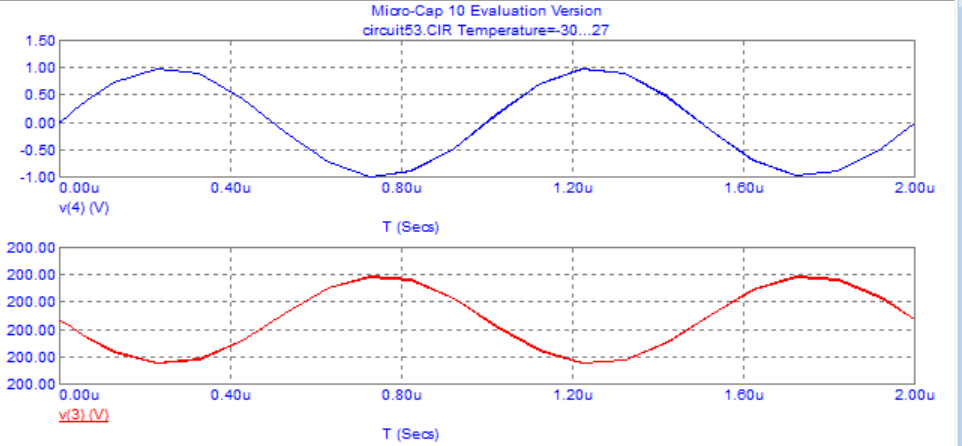 Micro-Cap 10 Evaluation Version
circuit53.CIR Temperature=-30...27
1.50
1.00
0.50
0.00
-0.50
-1.00
0.00u 0.40u 0.80u 1.20u 1.60u 2.00u
v(4) (V)
T (Secs)
200.00
200.00
200.00
200.00
200.00
200.00
0.00u 0.40u 0.80u 1.20u 1.60u 2.00u
v(3) (V)
T (Secs)